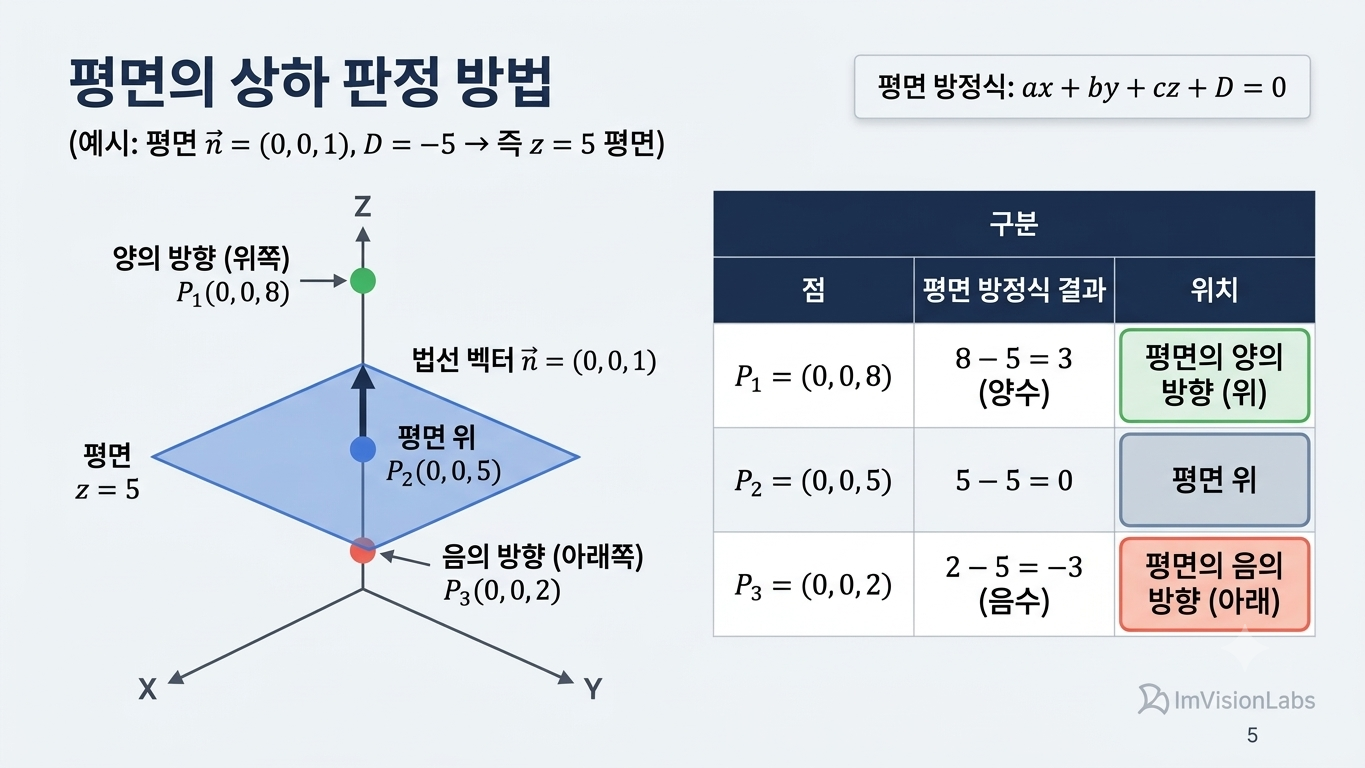 평면의 상하 판정 방법
(예시: 평면 n⃗ = (0, 0, 1), D = −5 → 즉 z = 5 평면)
평면 방정식: ax + by + cz + D = 0
Z
양의 방향 (위쪽)
P₁(0, 0, 8)
법선 벡터 n⃗ = (0, 0, 1)
평면 위
P₂(0, 0, 5)
평면
z = 5
음의 방향 (아래쪽)
P₃(0, 0, 2)
X
Y
구분
점
평면 방정식 결과
위치
P₁ = (0, 0, 8)
8 − 5 = 3
(양수)
평면의 양의
방향 (위)
P₂ = (0, 0, 5)
5 − 5 = 0
평면 위
P₃ = (0, 0, 2)
2 − 5 = −3
(음수)
평면의 음의
방향 (아래)
ImVisionLabs
5